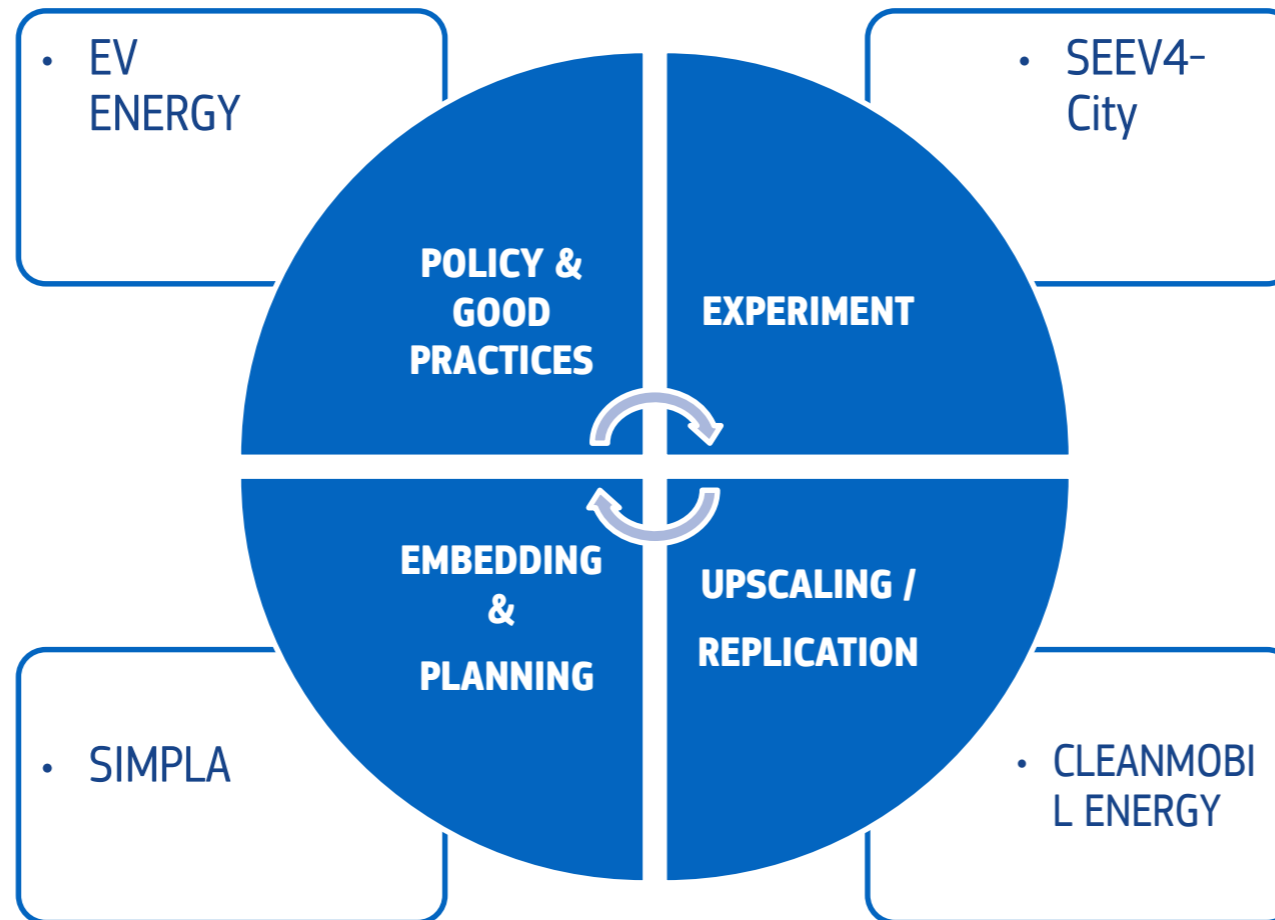 • EV
ENERGY
• SEEV4-
City
POLICY &
GOOD
PRACTICES
EXPERIMENT
EMBEDDING
&
PLANNING
UPSCALING /
REPLICATION
• SIMPLA
• CLEANMOBI
L ENERGY